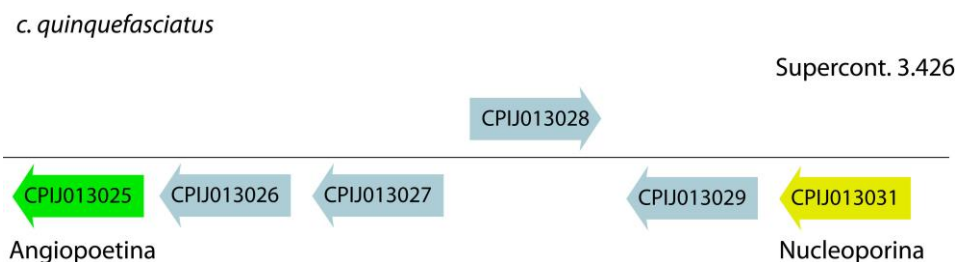 c. quinquefasciatus
Supercont. 3.426
CPIJ013028
CPIJ013025 CPIJ013026 CPIJ013027 CPIJ013029 CPIJ013031
Angiopoetina Nucleoporina